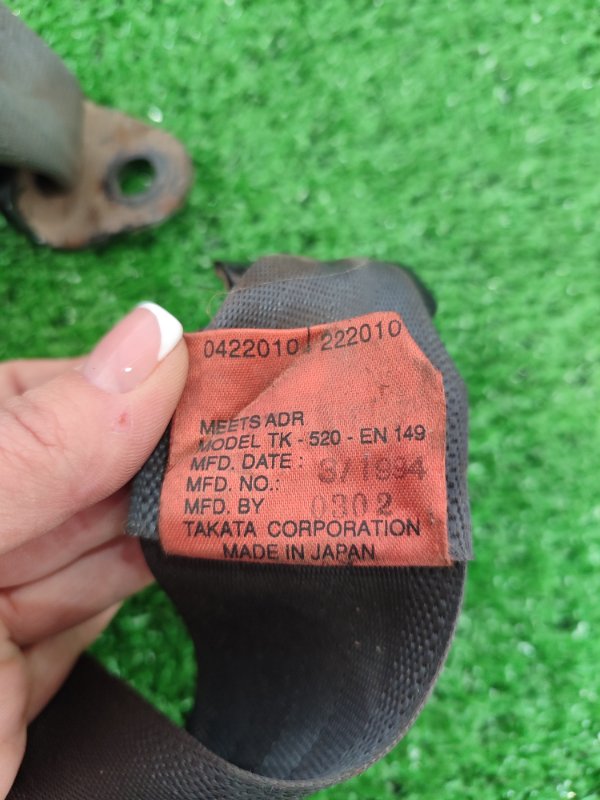 0422010 222010
MEETS ADR
MODEL TK - 520 - EN 149
MFD. DATE : 8/1994
MFD. NO.: 0302
MFD. BY
TAKATA CORPORATION
MADE IN JAPAN